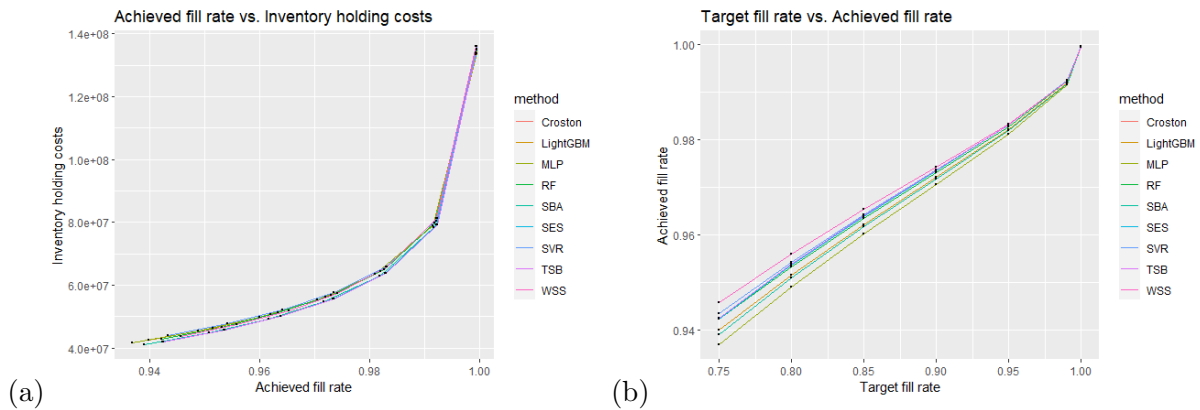 Achieved fill rate vs. Inventory holding costs
1.4e+08
1.2e+08
1.0e+08
8.0e+07
6.0e+07
4.0e+07
Inventory holding costs
0.94
0.96
0.98
1.00
Achieved fill rate
method
Croston
LightGBM
MLP
RF
SBA
SES
SVR
TSB
WSS
(a)
Target fill rate vs. Achieved fill rate
1.00
0.98
0.96
0.94
Achieved fill rate
0.75
0.80
0.85
0.90
0.95
1.00
Target fill rate
method
Croston
LightGBM
MLP
RF
SBA
SES
SVR
TSB
WSS
(b)